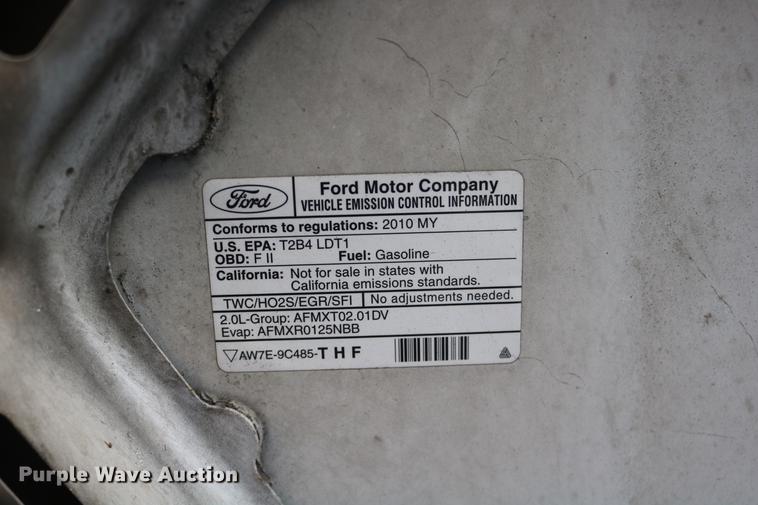 Ford
Ford Motor Company
VEHICLE EMISSION CONTROL INFORMATION
Conforms to regulations: 2010 MY
U.S. EPA: T2B4 LDT1
OBD: F II Fuel: Gasoline
California: Not for sale in states with
California emissions standards.
TWC/HO2S/EGR/SFI No adjustments needed.
2.0L-Group: AFMXT02.01DV
Evap: AFMXR0125NBB
AW7E-9C485-T H F
Purple Wave Auction